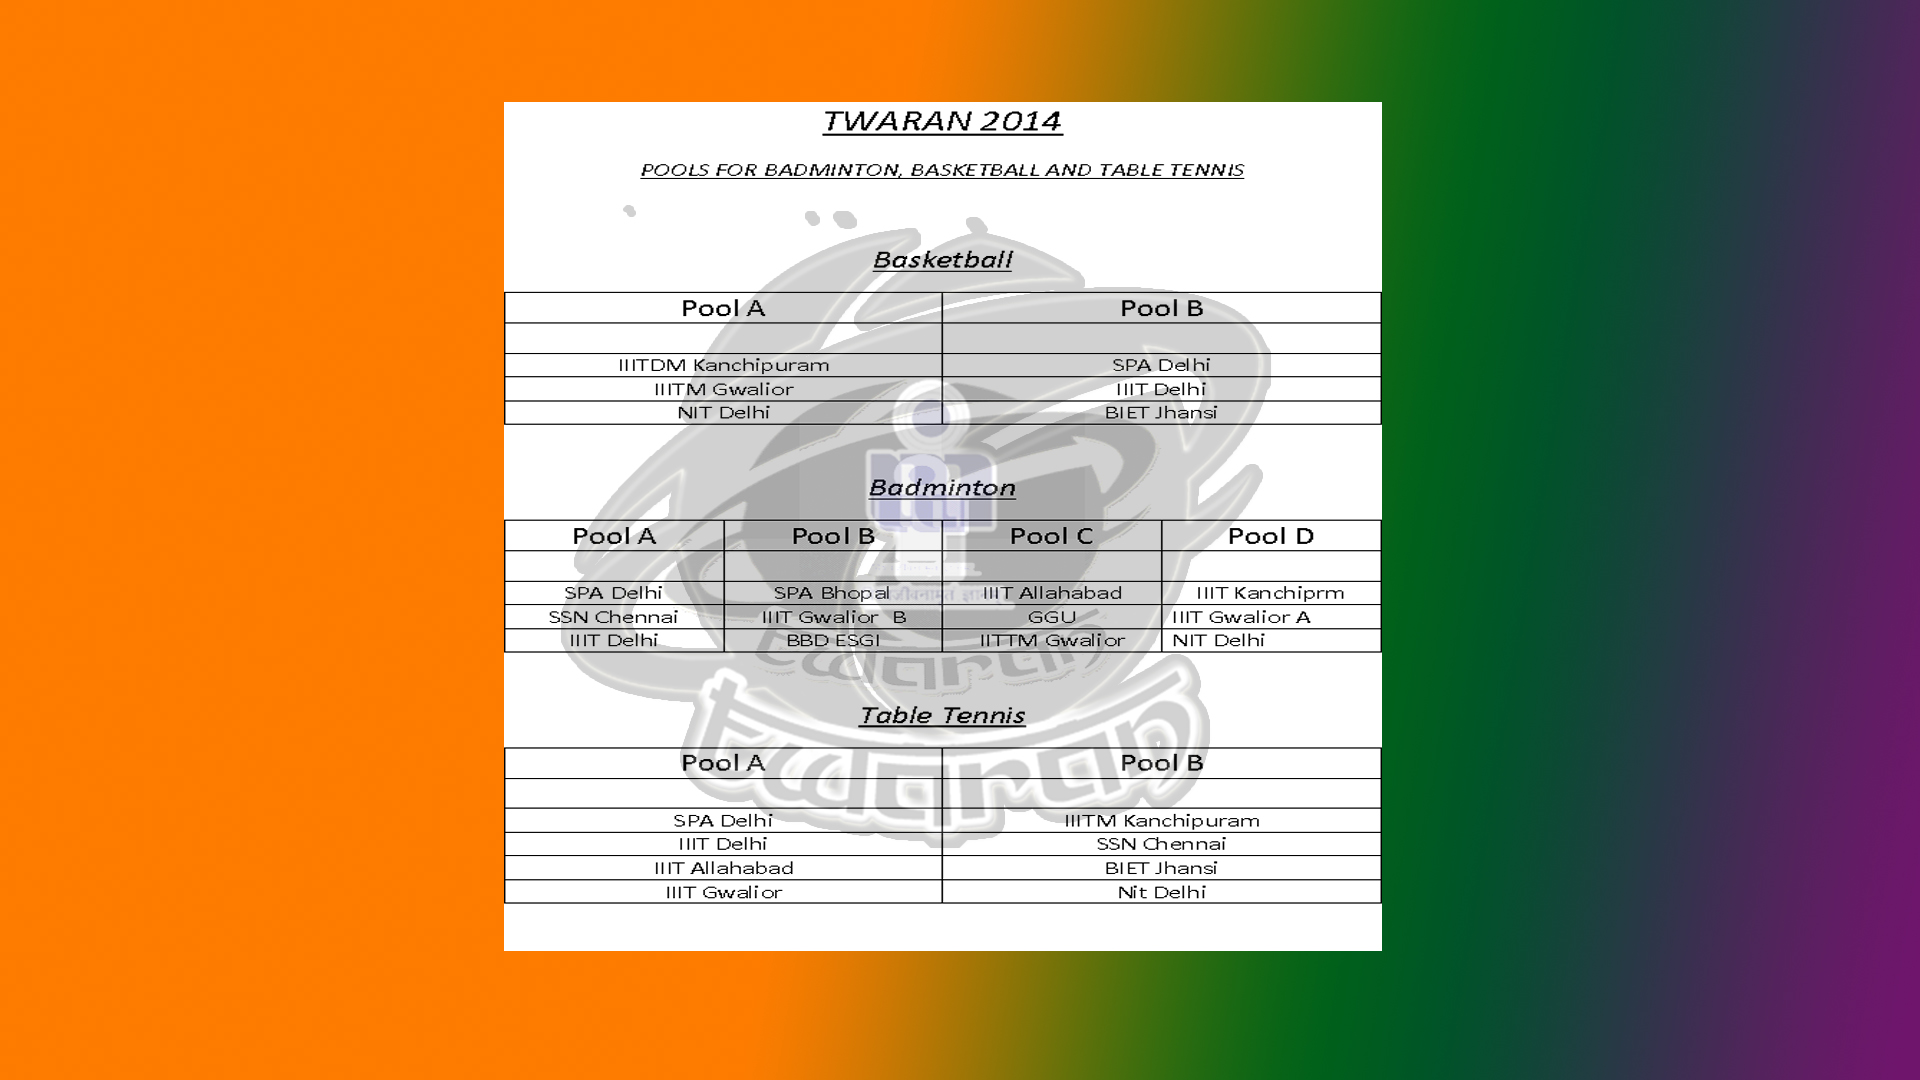 TWARAN 2014
POOLS FOR BADMINTON, BASKETBALL AND TABLE TENNIS
Basketball
Pool A Pool B
IIITDM Kanchipuram SPA Delhi
IIITM Gwalior IIIT Delhi
NIT Delhi BIET Jhansi
Badminton
Pool A Pool B Pool C Pool D
SPA Delhi SPA Bhopal IIIT Allahabad IIIT Kanchiprm
SSN Chennai IIIT Gwalior B GGU IIIT Gwalior A
IIIT Delhi BBD ESGI IITTM Gwalior NIT Delhi
twaran
Table Tennis
twaran
Pool A Pool B
SPA Delhi IIITM Kanchipuram
IIIT Delhi SSN Chennai
IIIT Allahabad BIET Jhansi
IIIT Gwalior Nit Delhi